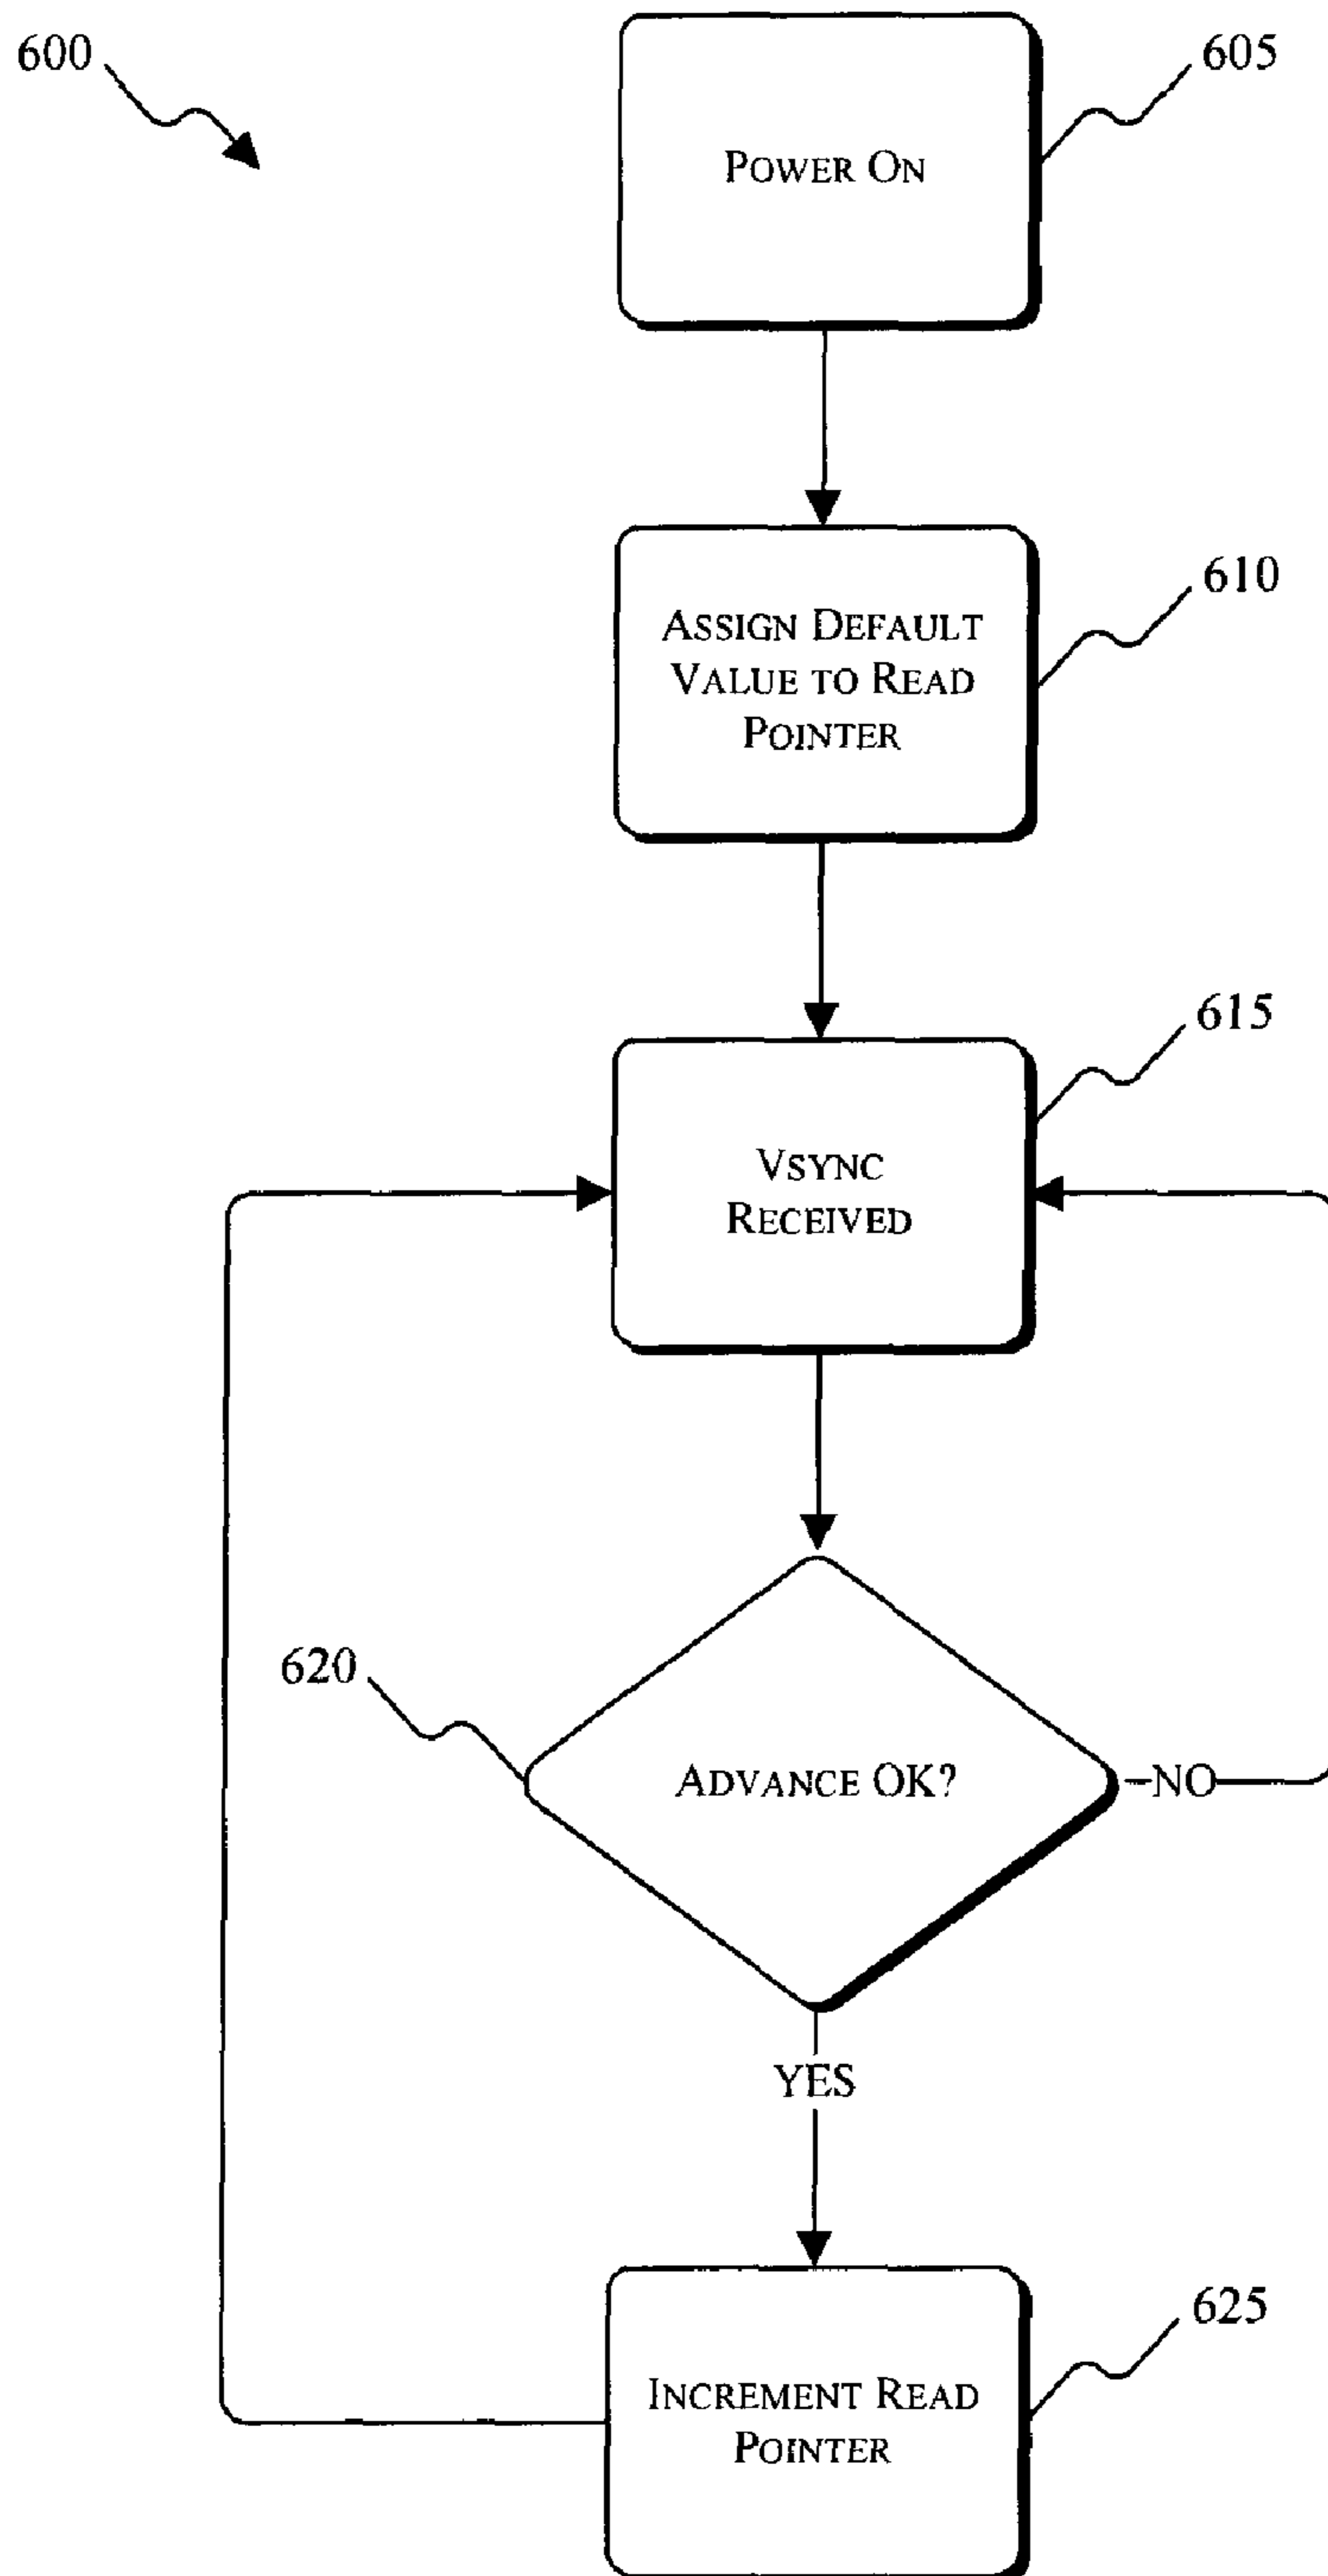 600
605
Power On
610
Assign Default
Value to Read
Pointer
615
Vsync
Received
620
Advance OK?
NO
YES
625
Increment Read
Pointer